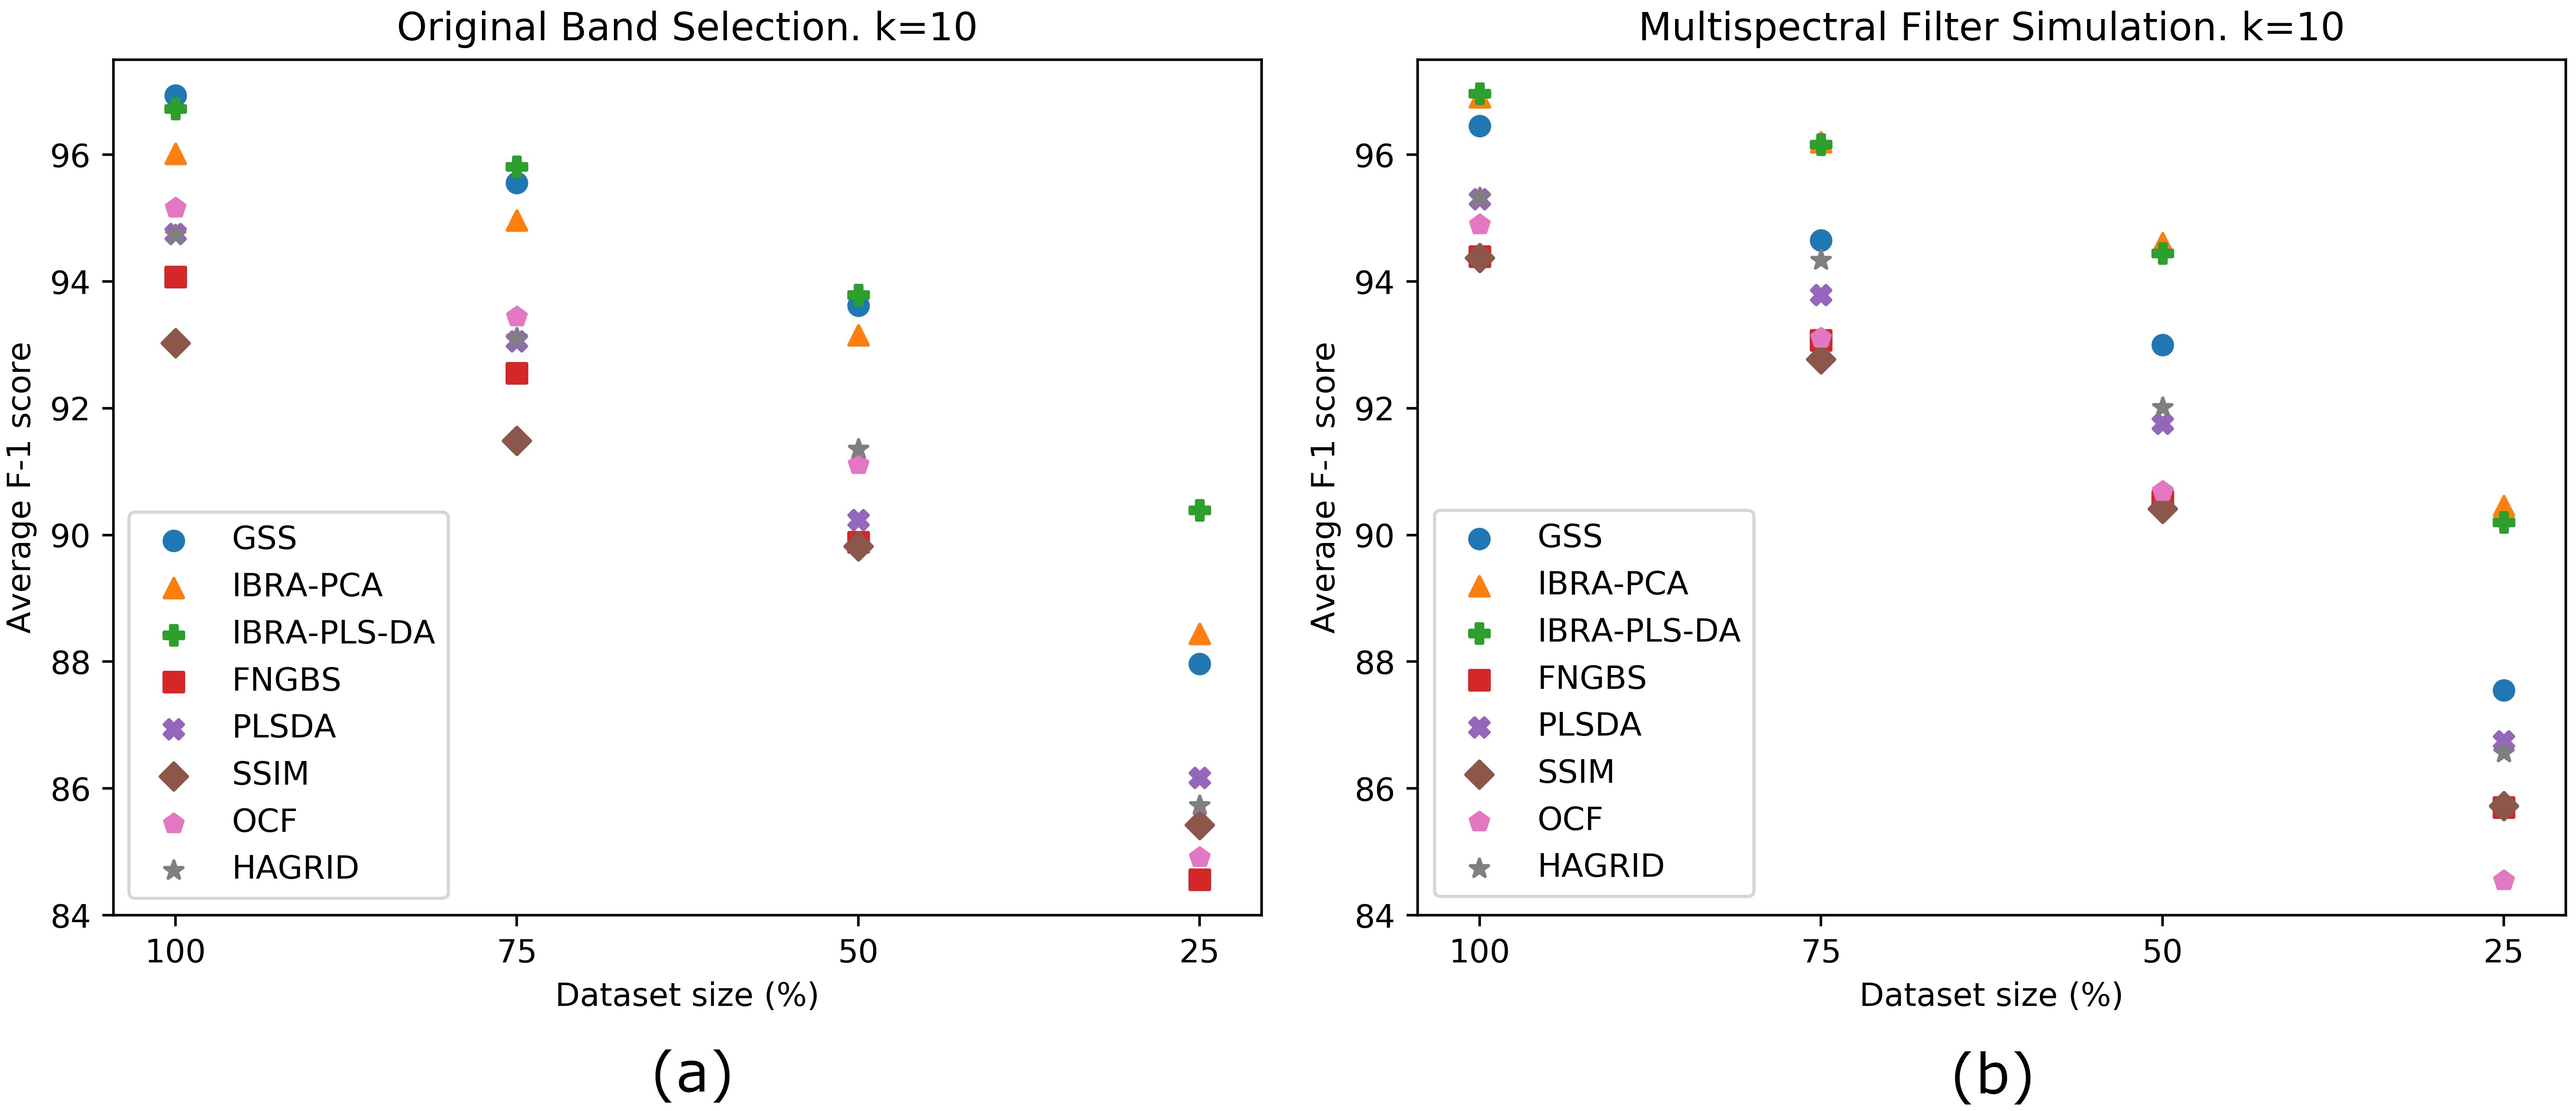 Original Band Selection. k=10
Average F-1 score
96
94
92
90
88
86
84
GSS
IBRA-PCA
IBRA-PLS-DA
FNGBS
PLSDA
SSIM
OCF
HAGRID
100 75 50 25
Dataset size (%)
(a)
Multispectral Filter Simulation. k=10
Average F-1 score
96
94
92
90
88
86
84
GSS
IBRA-PCA
IBRA-PLS-DA
FNGBS
PLSDA
SSIM
OCF
HAGRID
100 75 50 25
Dataset size (%)
(b)